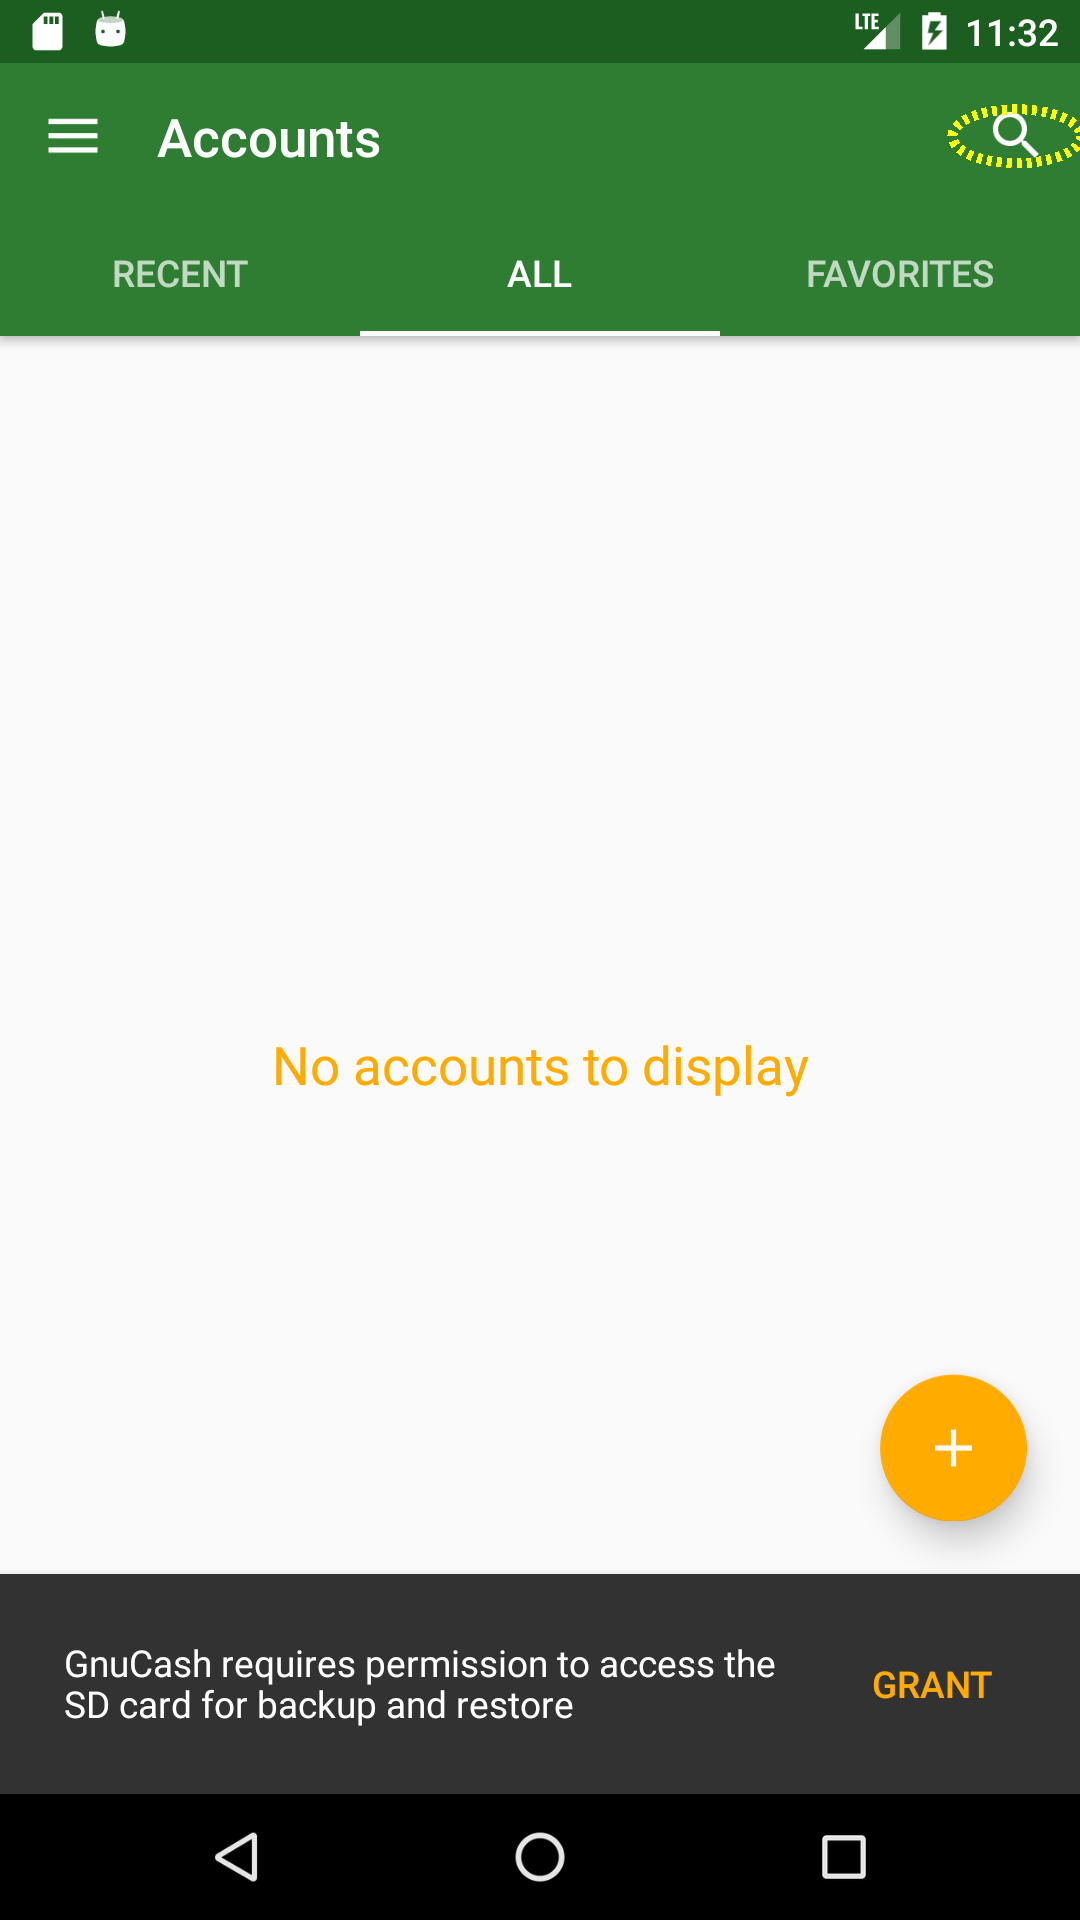 LTE 11:32
Accounts
RECENT ALL FAVORITES
No accounts to display
GnuCash requires permission to access the
SD card for backup and restore
GRANT